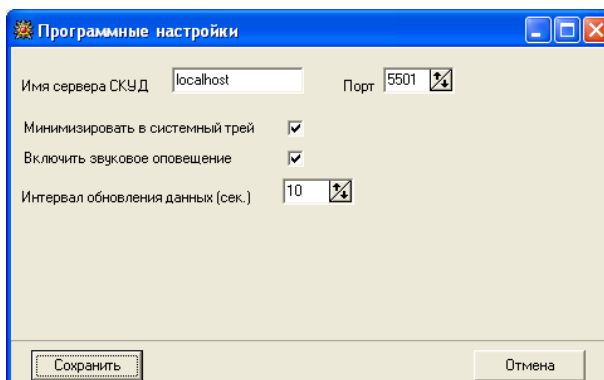 Программные настройки
Имя сервера СКУД localhost Порт 5501
Минимизировать в системный трей
Включить звуковое оповещение
Интервал обновления данных (сек.) 10
Сохранить Отмена